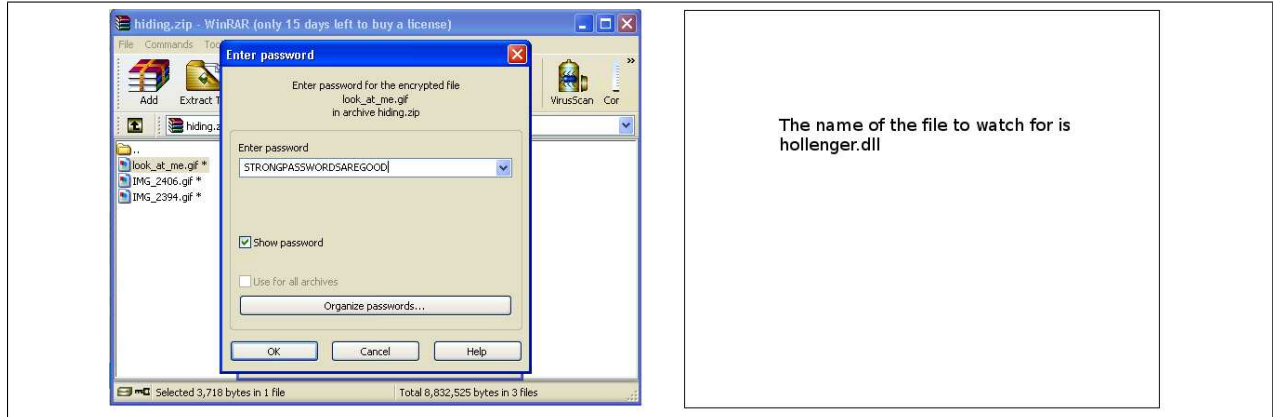 hiding.zip - WinRAR (only 15 days left to buy a license)
File Commands
Enter password
Add
Extract
VirusScan
Cor
»
Enter password for the encrypted file
look_at_me.gif
in archive hiding.zip
Enter password
STRONGPASSWORDSAREGOOD
..
look_at_me.gif *
IMG_2406.gif *
IMG_2394.gif *
Show password
Use for all archives
Organize passwords...
OK
Cancel
Help
Selected 3,718 bytes in 1 file
Total 8,832,525 bytes in 3 files
The name of the file to watch for is
hollenger.dll